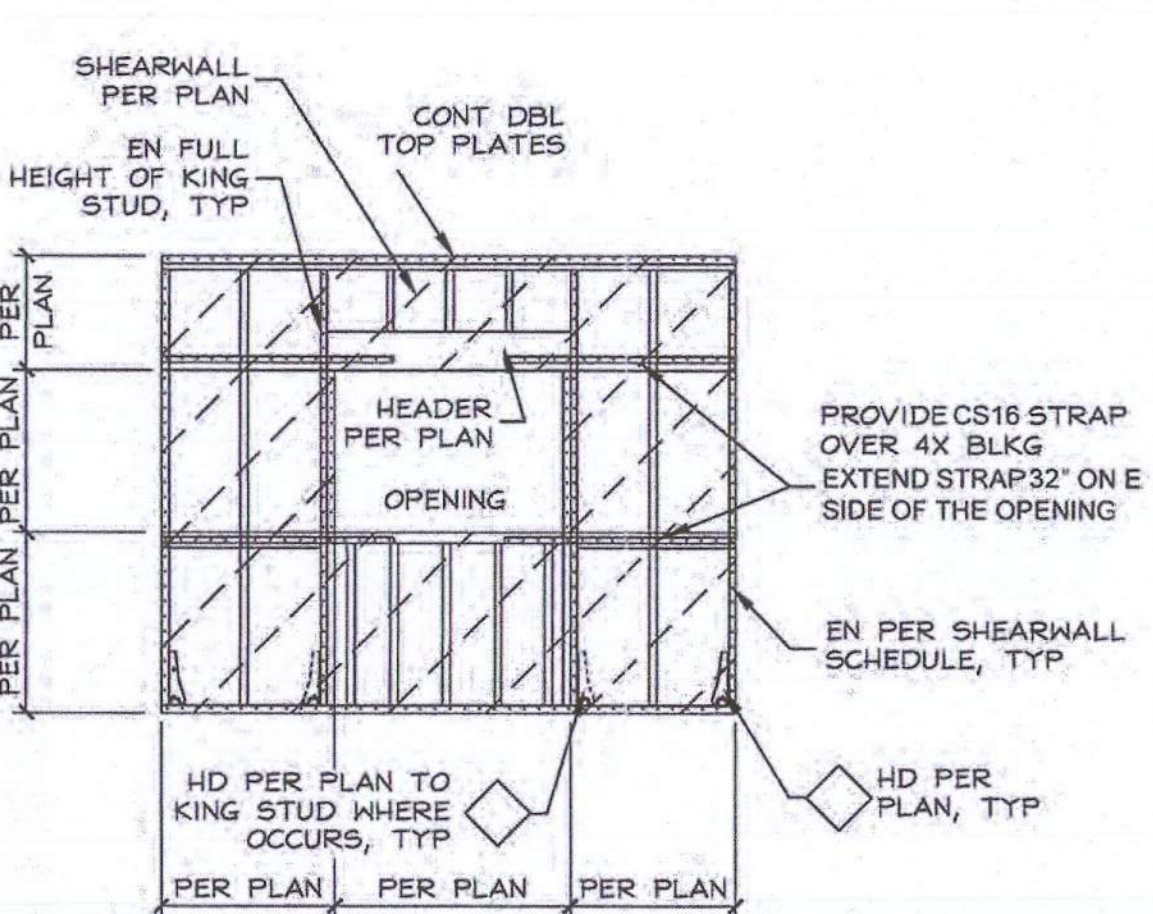 SHEARWALL
PER PLAN
CONT DBL
TOP PLATES
EN FULL
HEIGHT OF KING
STUD, TYP
PER
PLAN
PER PLAN
PER PLAN
HEADER
PER PLAN
OPENING
PROVIDE CS16 STRAP
OVER 4X BLKG
EXTEND STRAP 32" ON E
SIDE OF THE OPENING
EN PER SHEARWALL
SCHEDULE, TYP
HD PER PLAN TO
KING STUD WHERE
OCCURS, TYP
HD PER
PLAN, TYP
PER PLAN
PER PLAN
PER PLAN